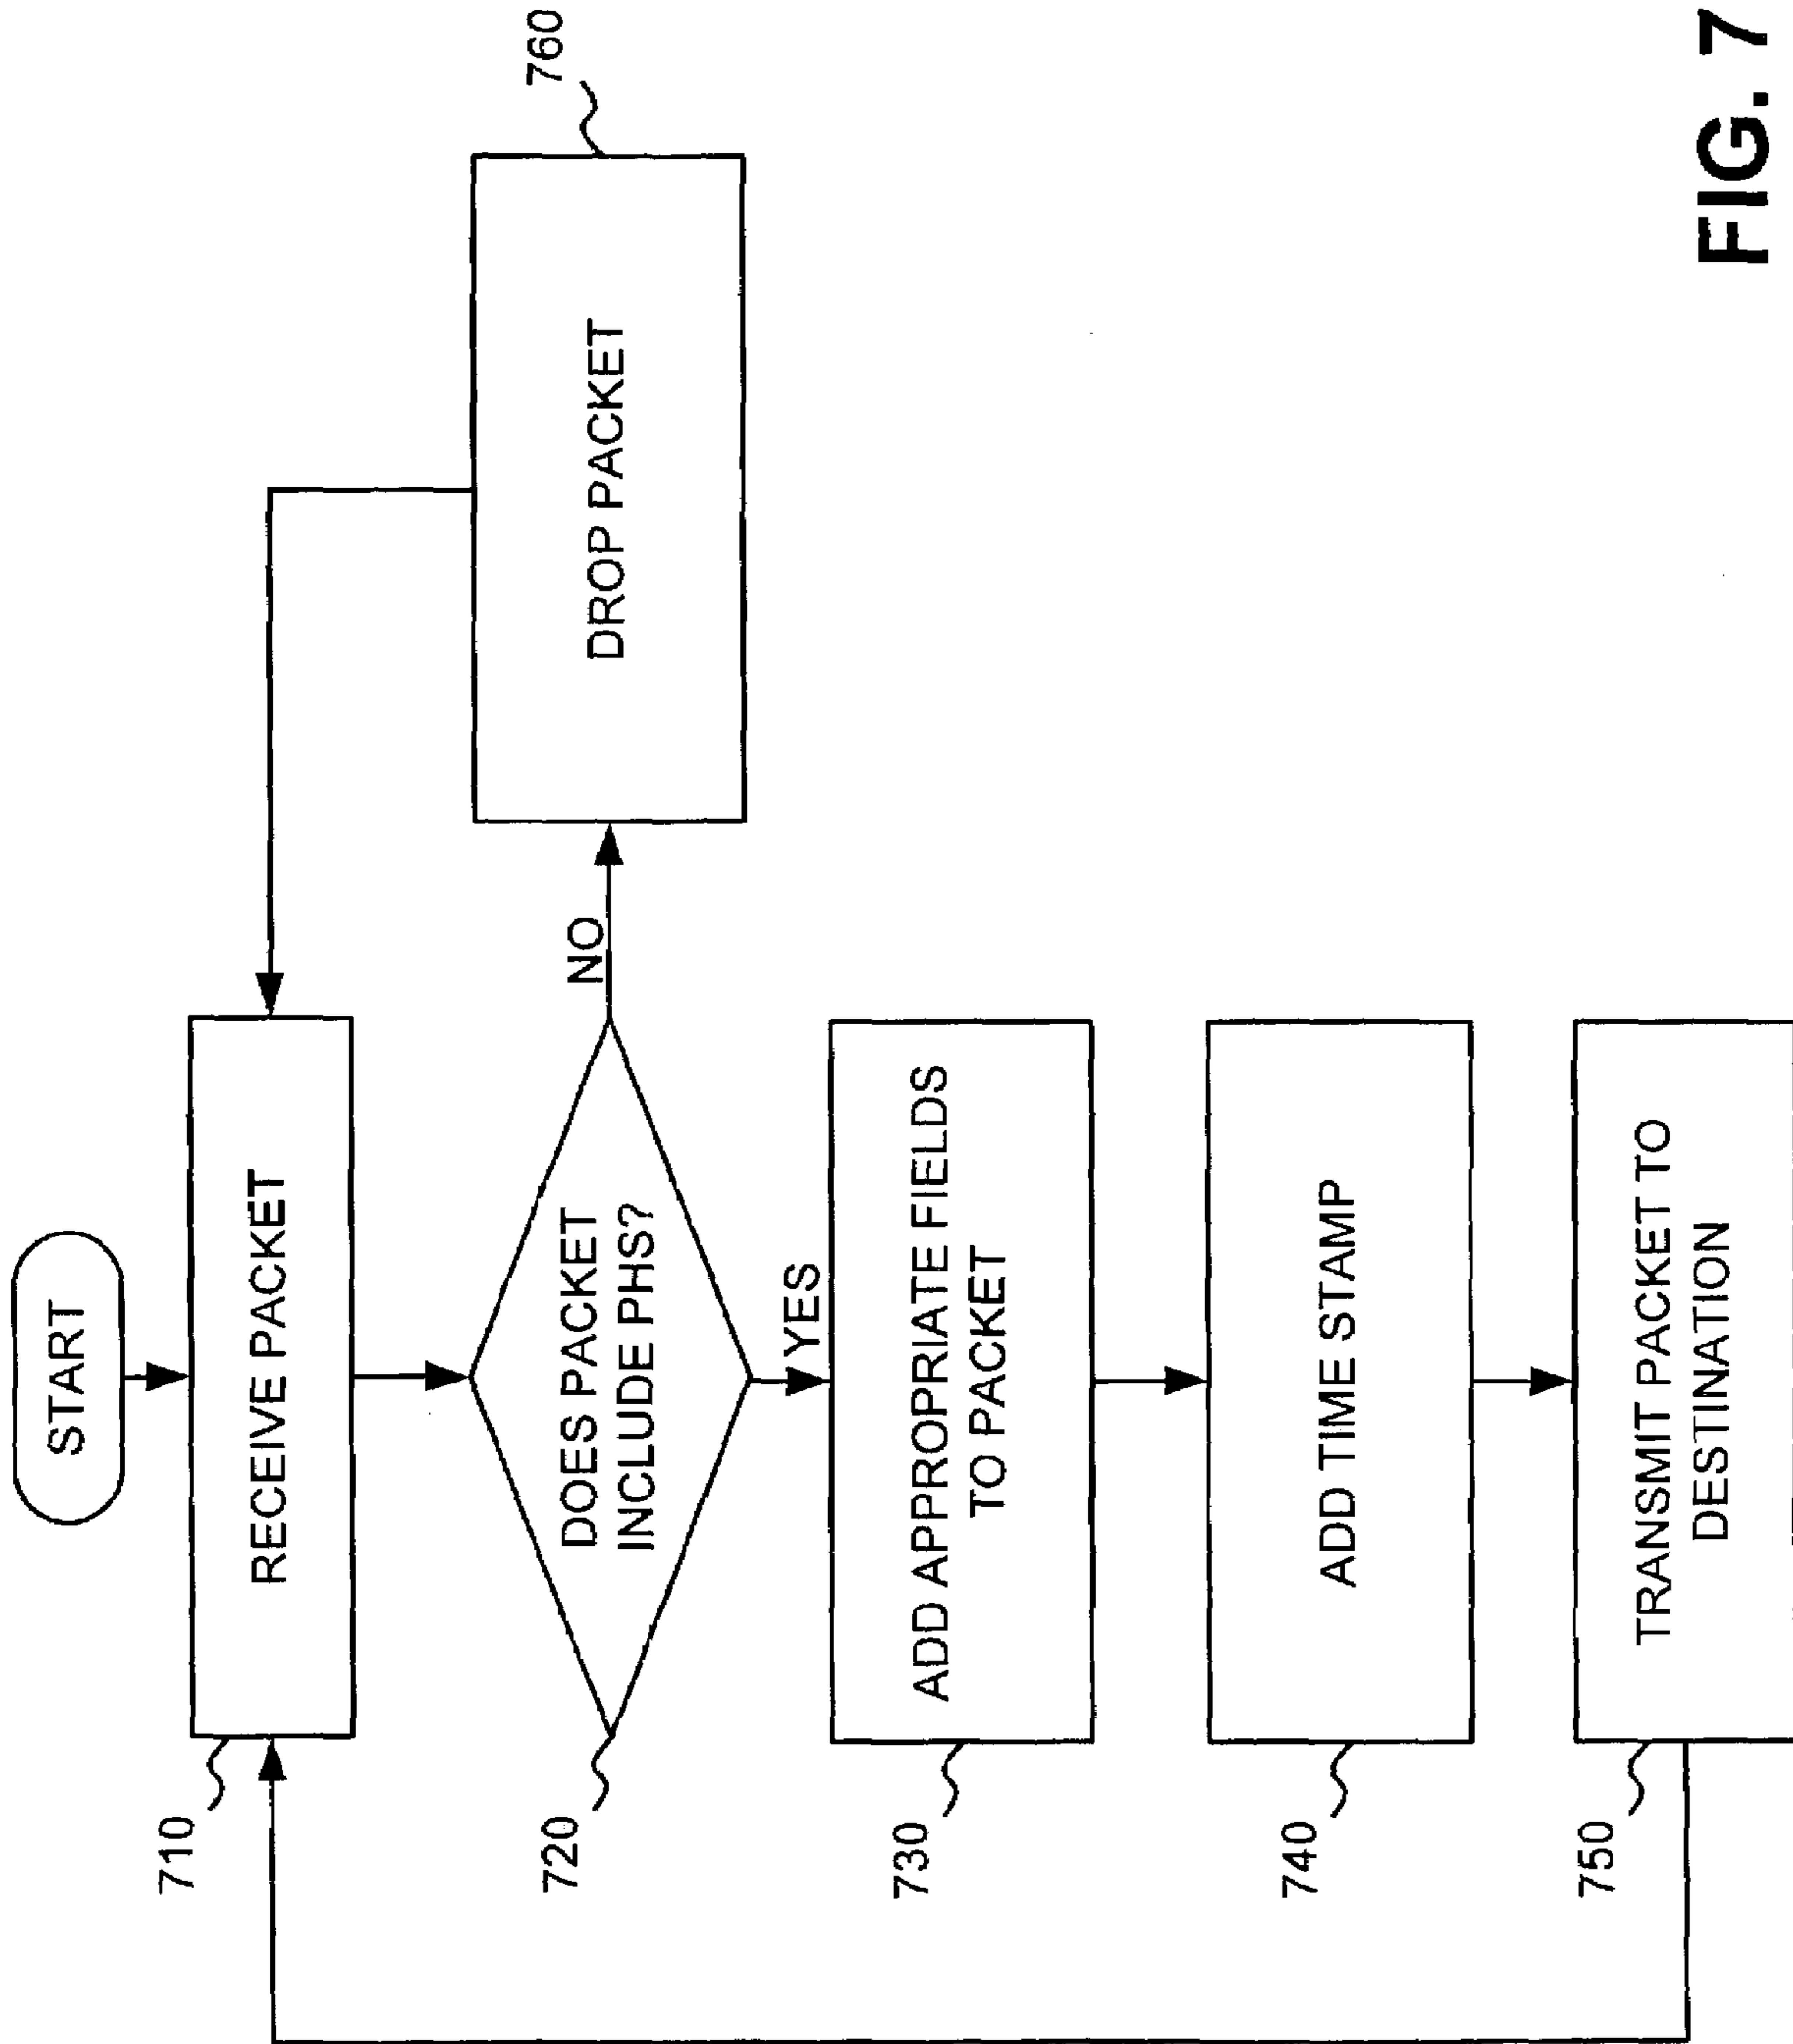 START
710
RECEIVE PACKET
720
DOES PACKET
INCLUDE PHS?
NO
DROP PACKET
760
YES
730
ADD APPROPRIATE FIELDS
TO PACKET
740
ADD TIME STAMP
750
TRANSMIT PACKET TO
DESTINATION
FIG. 7